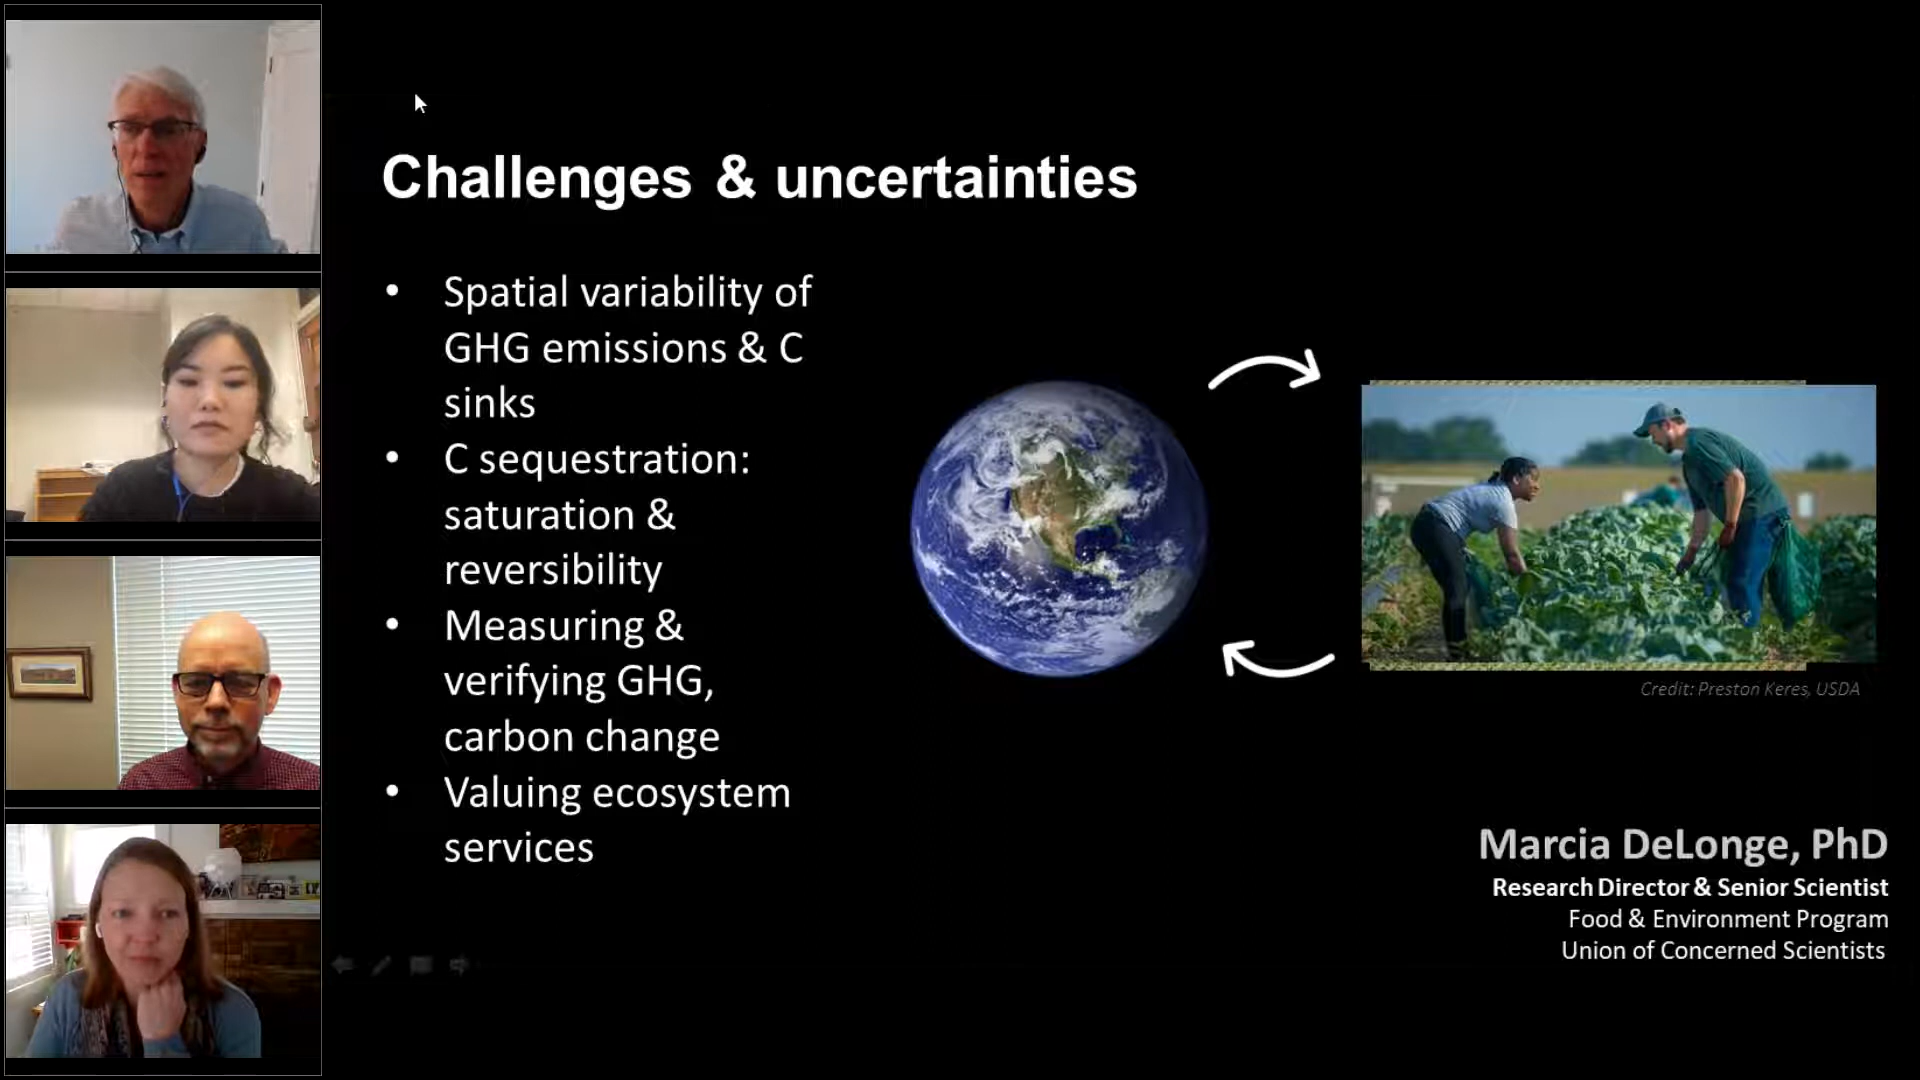 Challenges & uncertainties
• Spatial variability of
GHG emissions & C
sinks
• C sequestration:
saturation &
reversibility
• Measuring &
verifying GHG,
carbon change
• Valuing ecosystem
services
Credit: Preston Keres, USDA
Marcia DeLonge, PhD
Research Director & Senior Scientist
Food & Environment Program
Union of Concerned Scientists